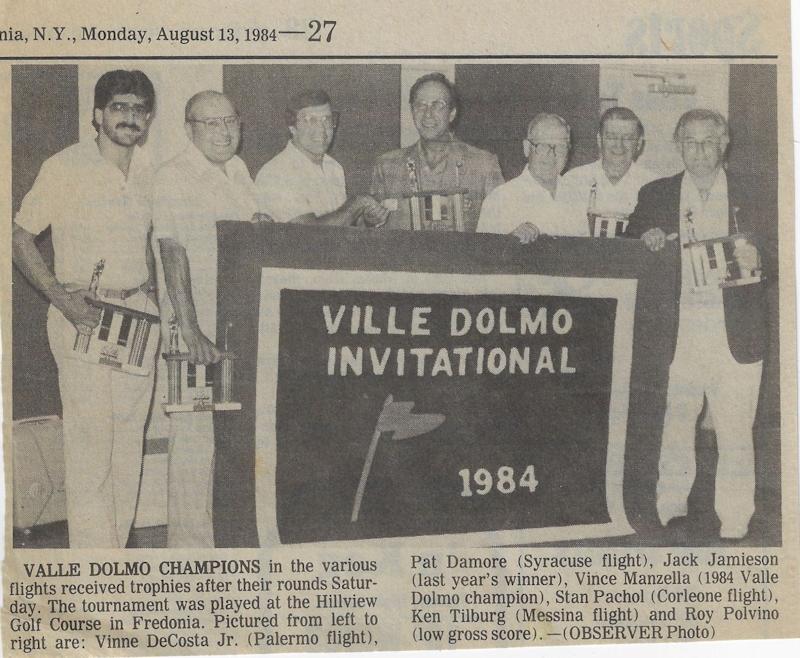 nia, N.Y., Monday, August 13, 1984—27
VILLE DOLMO
INVITATIONAL
1984
VALLE DOLMO CHAMPIONS in the various
flights received trophies after their rounds Satur-
day. The tournament was played at the Hillview
Golf Course in Fredonia. Pictured from left to
right are: Vinne DeCosta Jr. (Palermo flight),
Pat Damore (Syracuse flight), Jack Jamieson
(last year's winner), Vince Manzella (1984 Valle
Dolmo champion), Stan Pachol (Corleone flight),
Ken Tilburg (Messina flight) and Roy Polvino
(low gross score). —(OBSERVER Photo)